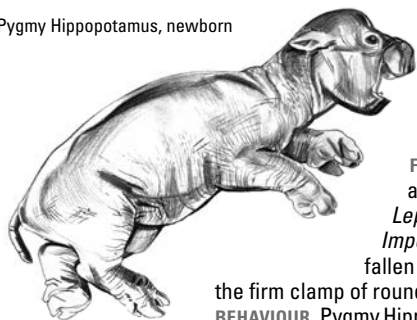 Pygmy Hippopotamus, newborn
F
a
Lep
Imp
fallen
the firm clamp of round
BEHAVIOUR Pygmy Hipp